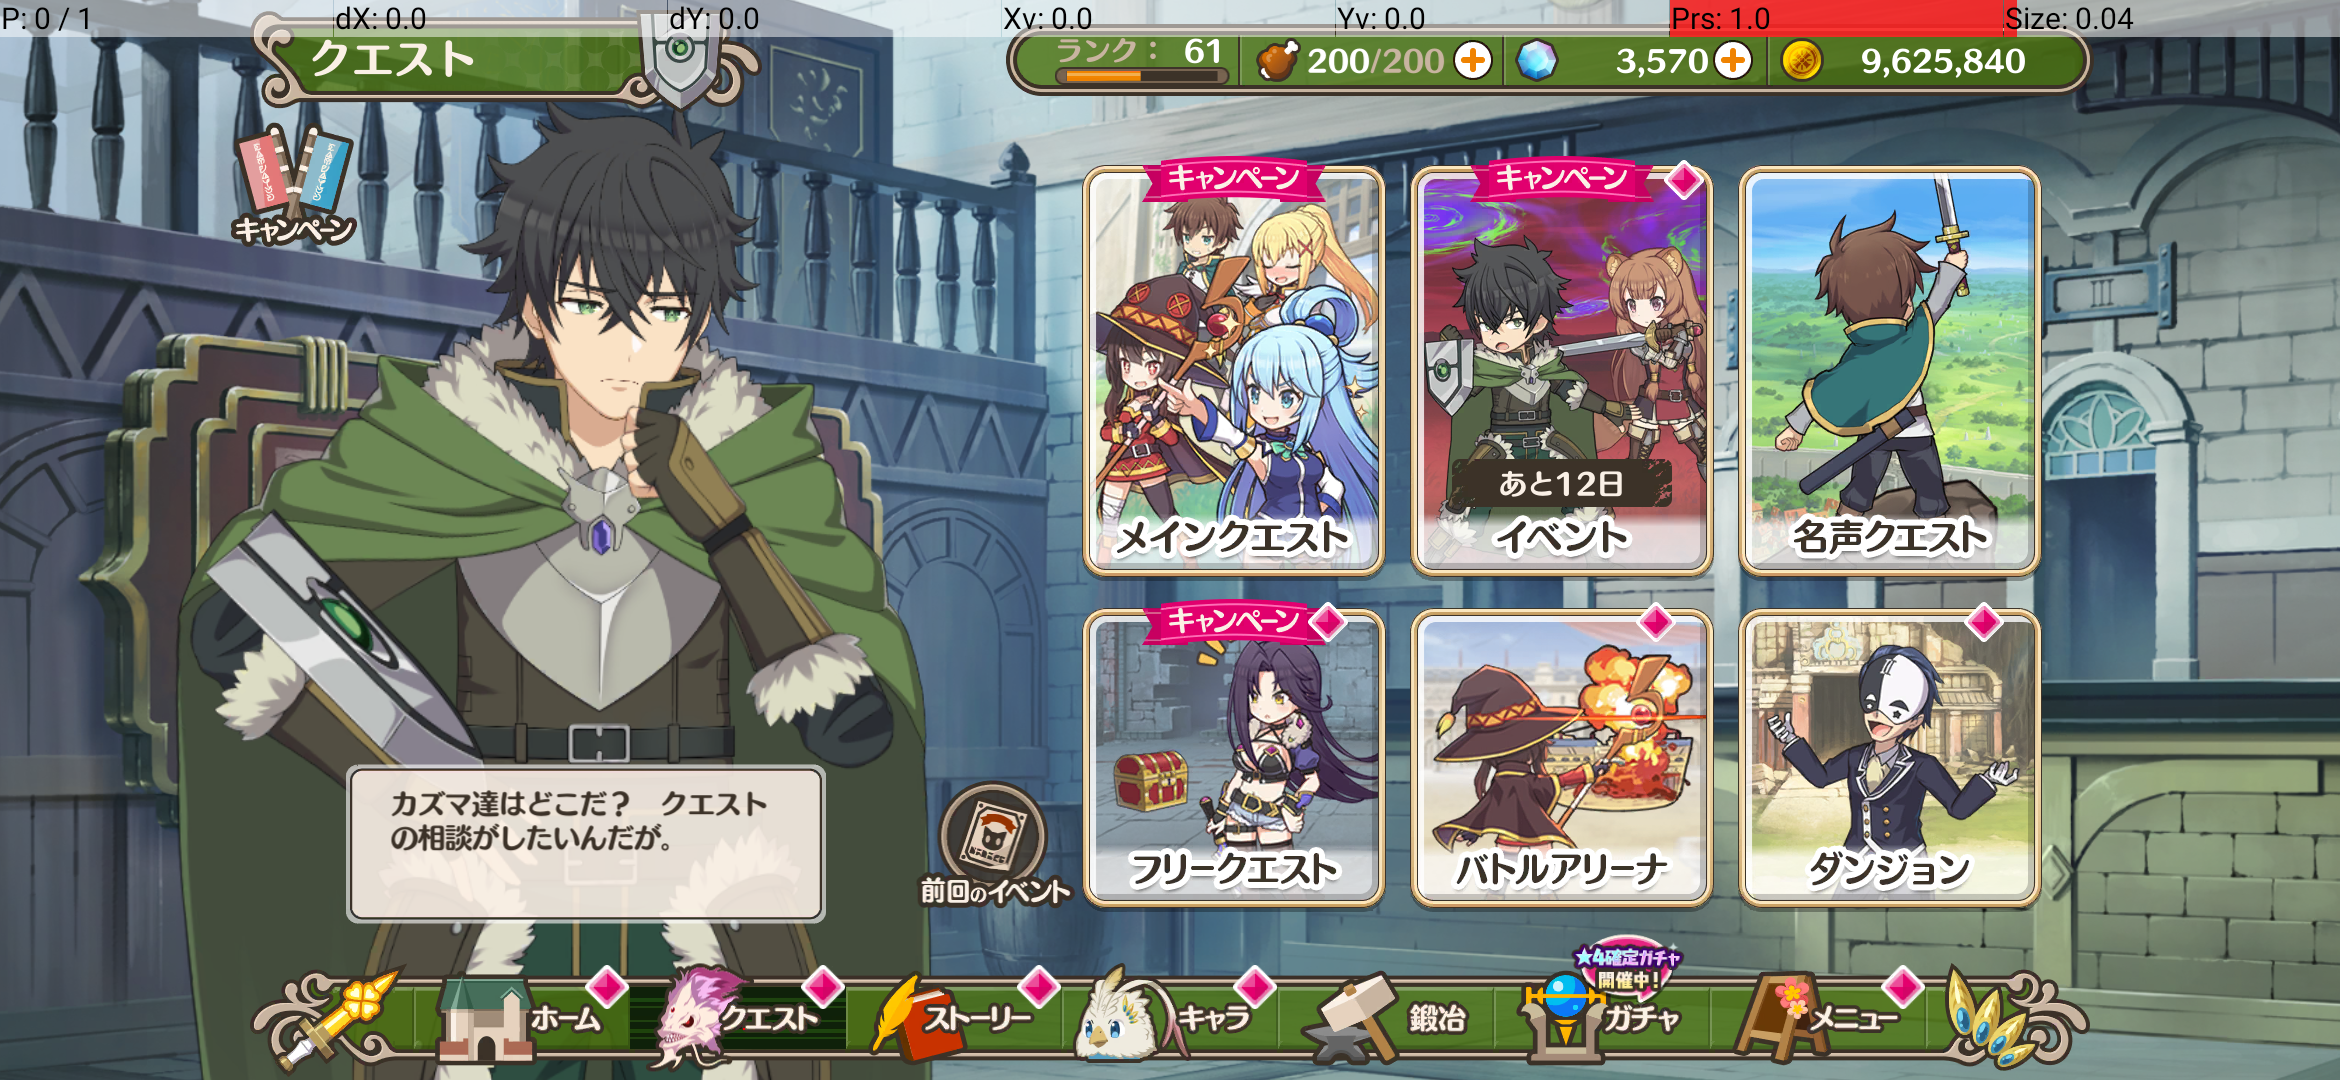 P: 0 / 1 dX: 0.0 dY: 0.0 Xv: 0.0 Yv: 0.0 Prs: 1.0 Size: 0.04
クエスト
ランク： 61
200/200
3,570
9,625,840
キャンペーン
キャンペーン
メインクエスト
キャンペーン
あと12日
イベント
名声クエスト
キャンペーン
フリークエスト
バトルアリーナ
ダンジョン
カズマ達はどこだ？　クエスト
の相談がしたいんだが。
前回のイベント
ホーム
クエスト
ストーリー
キャラ
鍛冶
★4確定ガチャ
開催中!
ガチャ
メニュー